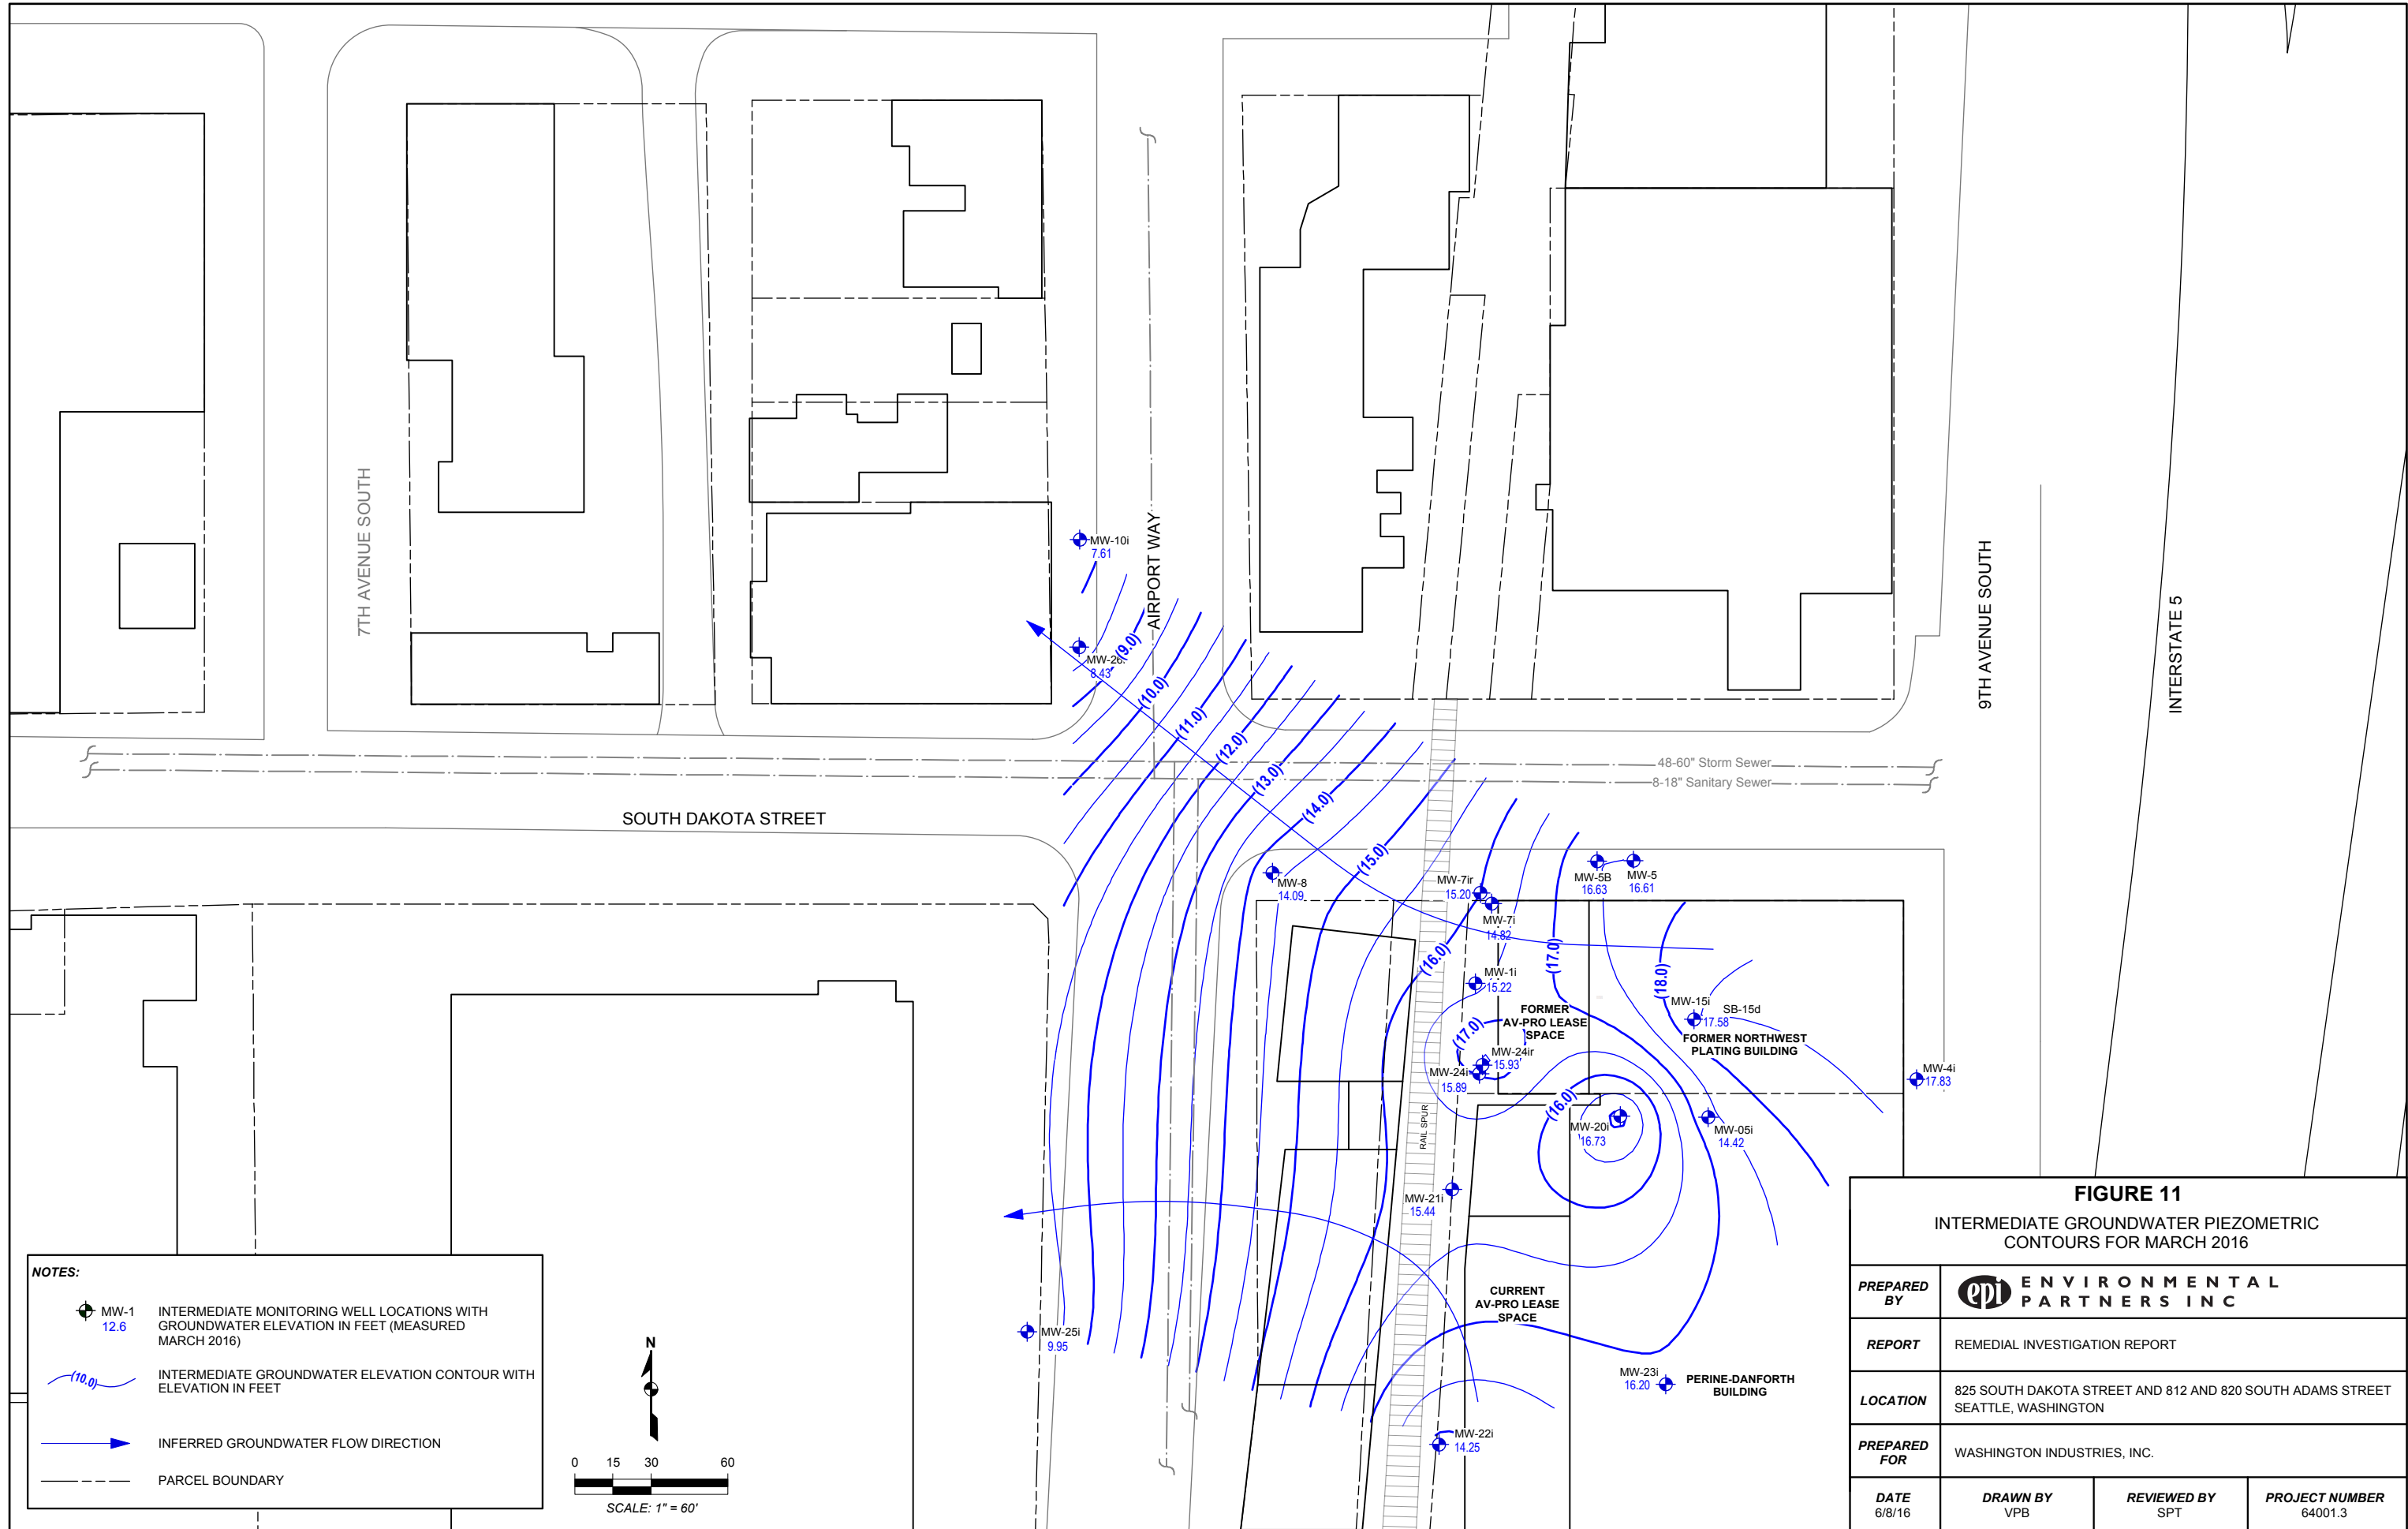 7TH AVENUE SOUTH
AIRPORT WAY
9TH AVENUE SOUTH
INTERSTATE 5
MW-10i
7.61
8.43
(9.0)
(10.0)
(11.0)
(12.0)
(13.0)
(14.0)
(15.0)
48-60" Storm Sewer
8-18" Sanitary Sewer
SOUTH DAKOTA STREET
MW-8
14.09
MW-7ir
15.20
MW-7i
14.82
MW-5B
16.63
MW-5
16.61
(16.0)
(17.0)
(18.0)
MW-1i
15.22
(17.0)
FORMER
AV-PRO LEASE
SPACE
MW-15i
17.58
SB-15d
FORMER NORTHWEST
PLATING BUILDING
MW-24ir
15.93
MW-24i
15.89
MW-4i
17.83
(16.0)
MW-20i
16.73
MW-05i
14.42
RAIL SPUR
MW-21i
15.44
CURRENT
AV-PRO LEASE
SPACE
MW-25i
9.95
MW-23i
16.20
PERINE-DANFORTH
BUILDING
MW-22i
14.25
NOTES:
MW-1
12.6
INTERMEDIATE MONITORING WELL LOCATIONS WITH
GROUNDWATER ELEVATION IN FEET (MEASURED
MARCH 2016)
(10.0)
INTERMEDIATE GROUNDWATER ELEVATION CONTOUR WITH
ELEVATION IN FEET
INFERRED GROUNDWATER FLOW DIRECTION
PARCEL BOUNDARY
N
0 15 30 60
SCALE: 1" = 60'
FIGURE 11
INTERMEDIATE GROUNDWATER PIEZOMETRIC
CONTOURS FOR MARCH 2016
PREPARED
BY
epi ENVIRONMENTAL
PARTNERS INC
REPORT
REMEDIAL INVESTIGATION REPORT
LOCATION
825 SOUTH DAKOTA STREET AND 812 AND 820 SOUTH ADAMS STREET
SEATTLE, WASHINGTON
PREPARED
FOR
WASHINGTON INDUSTRIES, INC.
DATE
6/8/16
DRAWN BY
VPB
REVIEWED BY
SPT
PROJECT NUMBER
64001.3